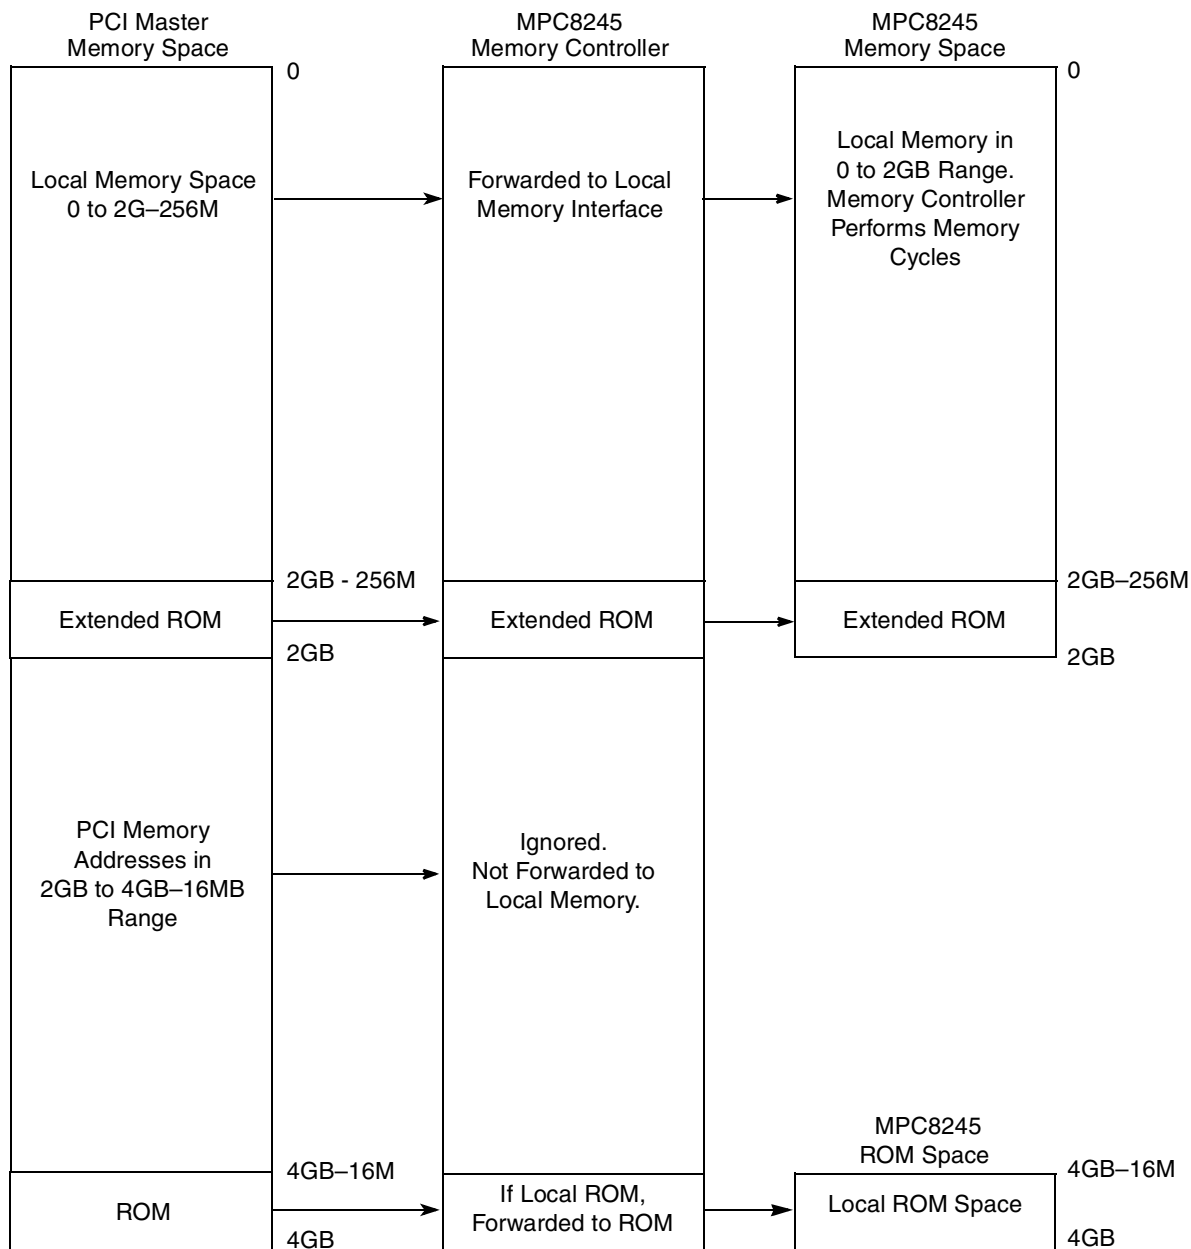 PCI Master
Memory Space
MPC8245
Memory Controller
MPC8245
Memory Space
0
0
Local Memory Space
0 to 2G–256M
Forwarded to Local
Memory Interface
Local Memory in
0 to 2GB Range.
Memory Controller
Performs Memory
Cycles
2GB - 256M
2GB–256M
Extended ROM
Extended ROM
Extended ROM
2GB
2GB
PCI Memory
Addresses in
2GB to 4GB–16MB
Range
Ignored.
Not Forwarded to
Local Memory.
MPC8245
ROM Space
4GB–16M
4GB–16M
ROM
If Local ROM,
Forwarded to ROM
Local ROM Space
4GB
4GB